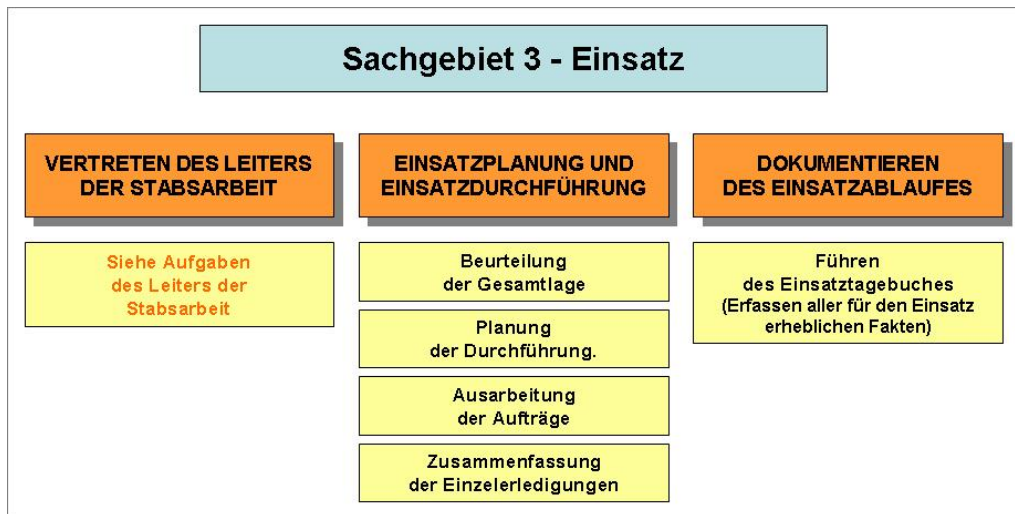 Sachgebiet 3 - Einsatz
VERTRETEN DES LEITERS
DER STABSARBEIT
Siehe Aufgaben
des Leiters der
Stabsarbeit
EINSATZPLANUNG UND
EINSATZDURCHFÜHRUNG
Beurteilung
der Gesamtlage
Planung
der Durchführung.
Ausarbeitung
der Aufträge
Zusammenfassung
der Einzelerledigungen
DOKUMENTIEREN
DES EINSATZABLAUFES
Führen
des Einsatztagebuches
(Erfassen aller für den Einsatz
erheblichen Fakten)